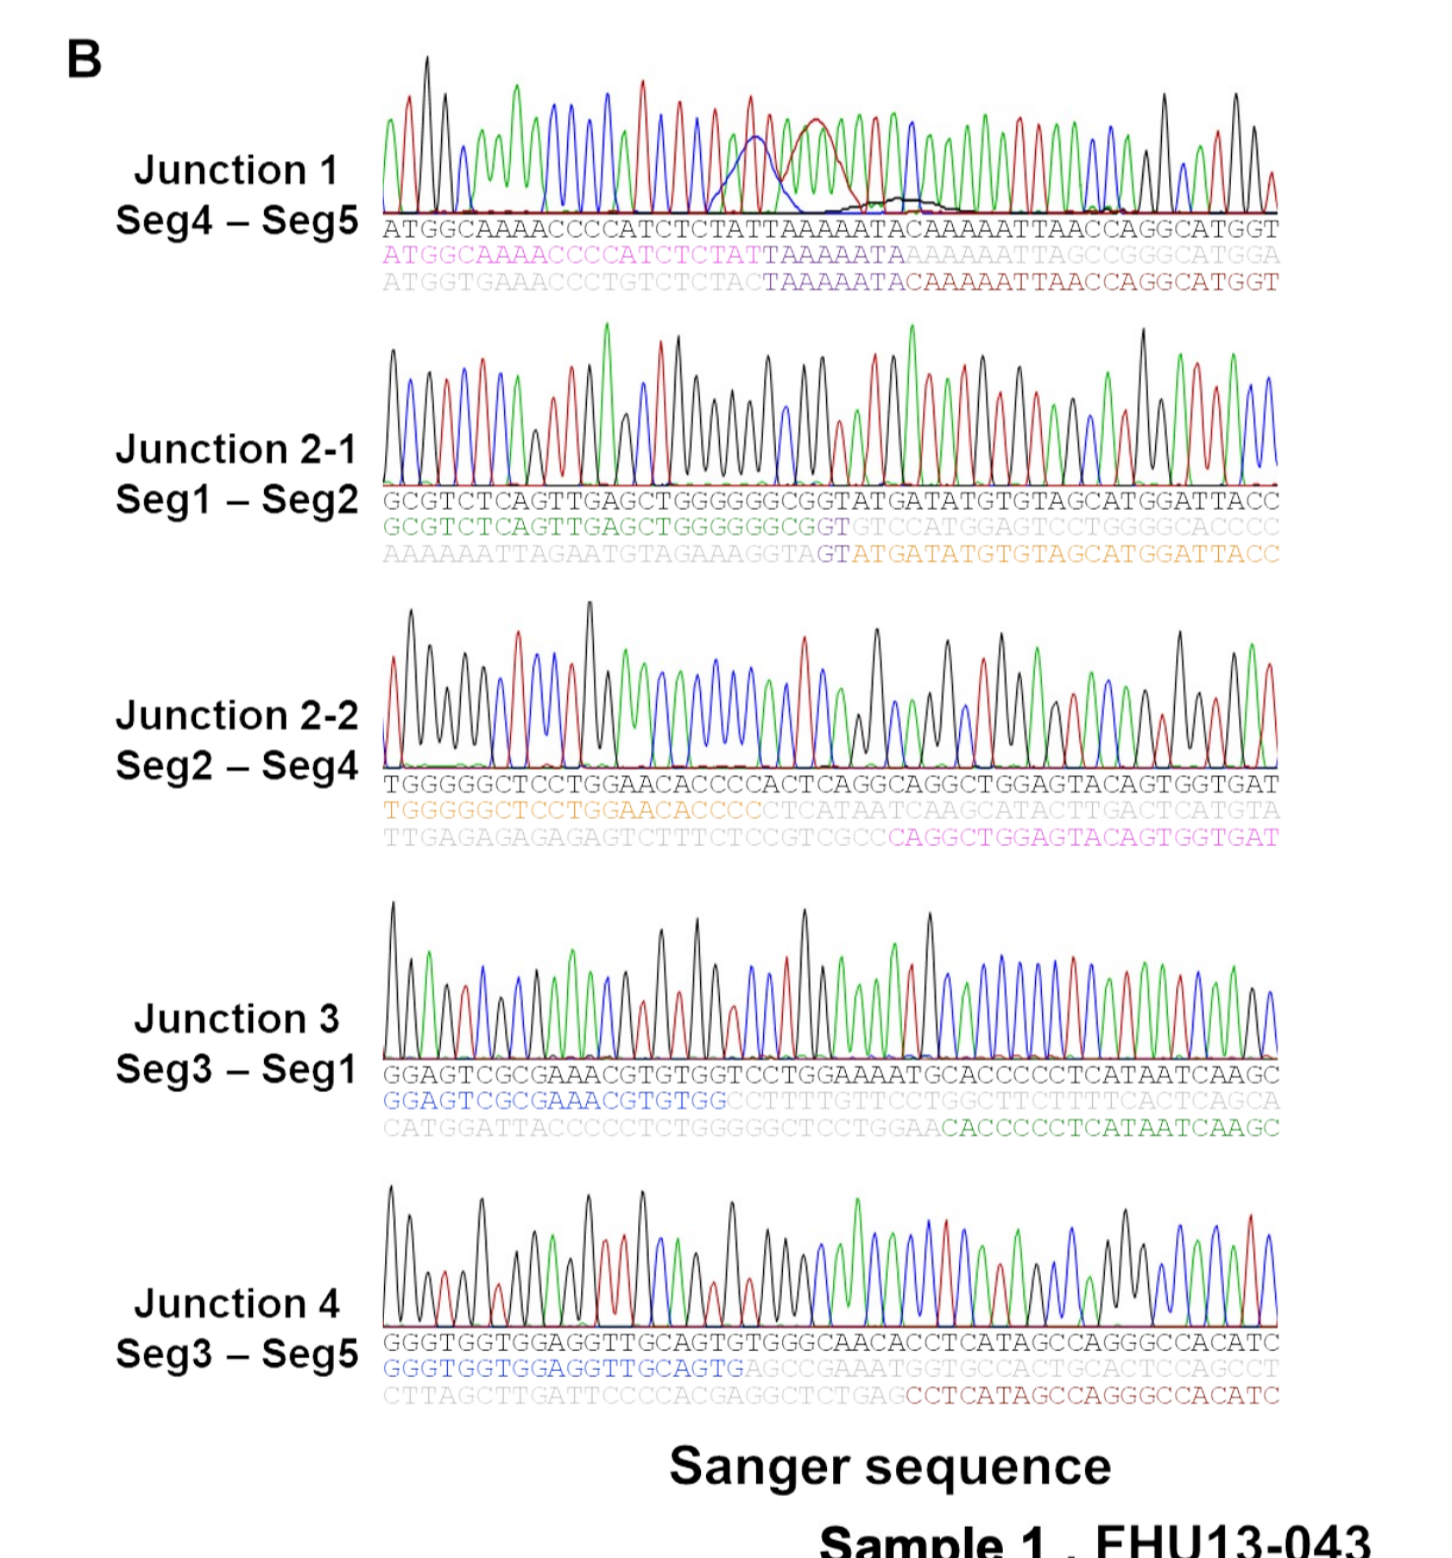 B
Junction 1
Seg4 – Seg5
ATGGCAAAACCCCATCTCTATTAAAAATACAAAAATTAACCAGGCATGGT
ATGGCAAAACCCCATCTCTATTAAAAATAAAAAAATTAGCCGGGCATGGA
ATGGTGAAACCCTGTCTCTACTAAAAATACAAAAATTAACCAGGCATGGT
Junction 2-1
Seg1 – Seg2
GCGTCTCAGTTGAGCTGGGGGGCGGTATGATATGTGTAGCATGGATTACC
GCGTCTCAGTTGAGCTGGGGGGCGGTGTCCATGGAGTCCTGGGGCACCCC
AAAAAATTAGAATGTAGAAAGGTAGTATGATATGTGTAGCATGGATTACC
Junction 2-2
Seg2 – Seg4
TGGGGGCTCCTGGAACACCCCACTCAGGCAGGCTGGAGTACAGTGGTGAT
TGGGGGCTCCTGGAACACCCCCTCATAATCAAGCATACTTGACTCATGTA
TTGAGAGAGAGAGTCTTTCTCCGTCGCCCAGGCTGGAGTACAGTGGTGAT
Junction 3
Seg3 – Seg1
GGAGTCGCGAAACGTGTGGTCCTGGAAAATGCACCCCCTCATAATCAAGC
GGAGTCGCGAAACGTGTGGCCTTTTGTTCCTGGCTTCTTTTCACTCAGCA
CATGGATTACCCCCTCTGGGGGCTCCTGGAACACCCCCTCATAATCAAGC
Junction 4
Seg3 – Seg5
GGGTGGTGGAGGTTGCAGTGTGGGCAACACCTCATAGCCAGGGCCACATC
GGGTGGTGGAGGTTGCAGTGAGCCGAAATGGTGCCACTGCACTCCAGCCT
CTTAGCTTGATTCCCCACGAGGCTCTGAGCCTCATAGCCAGGGCCACATC
Sanger sequence
Sample 1 . FHU13-043